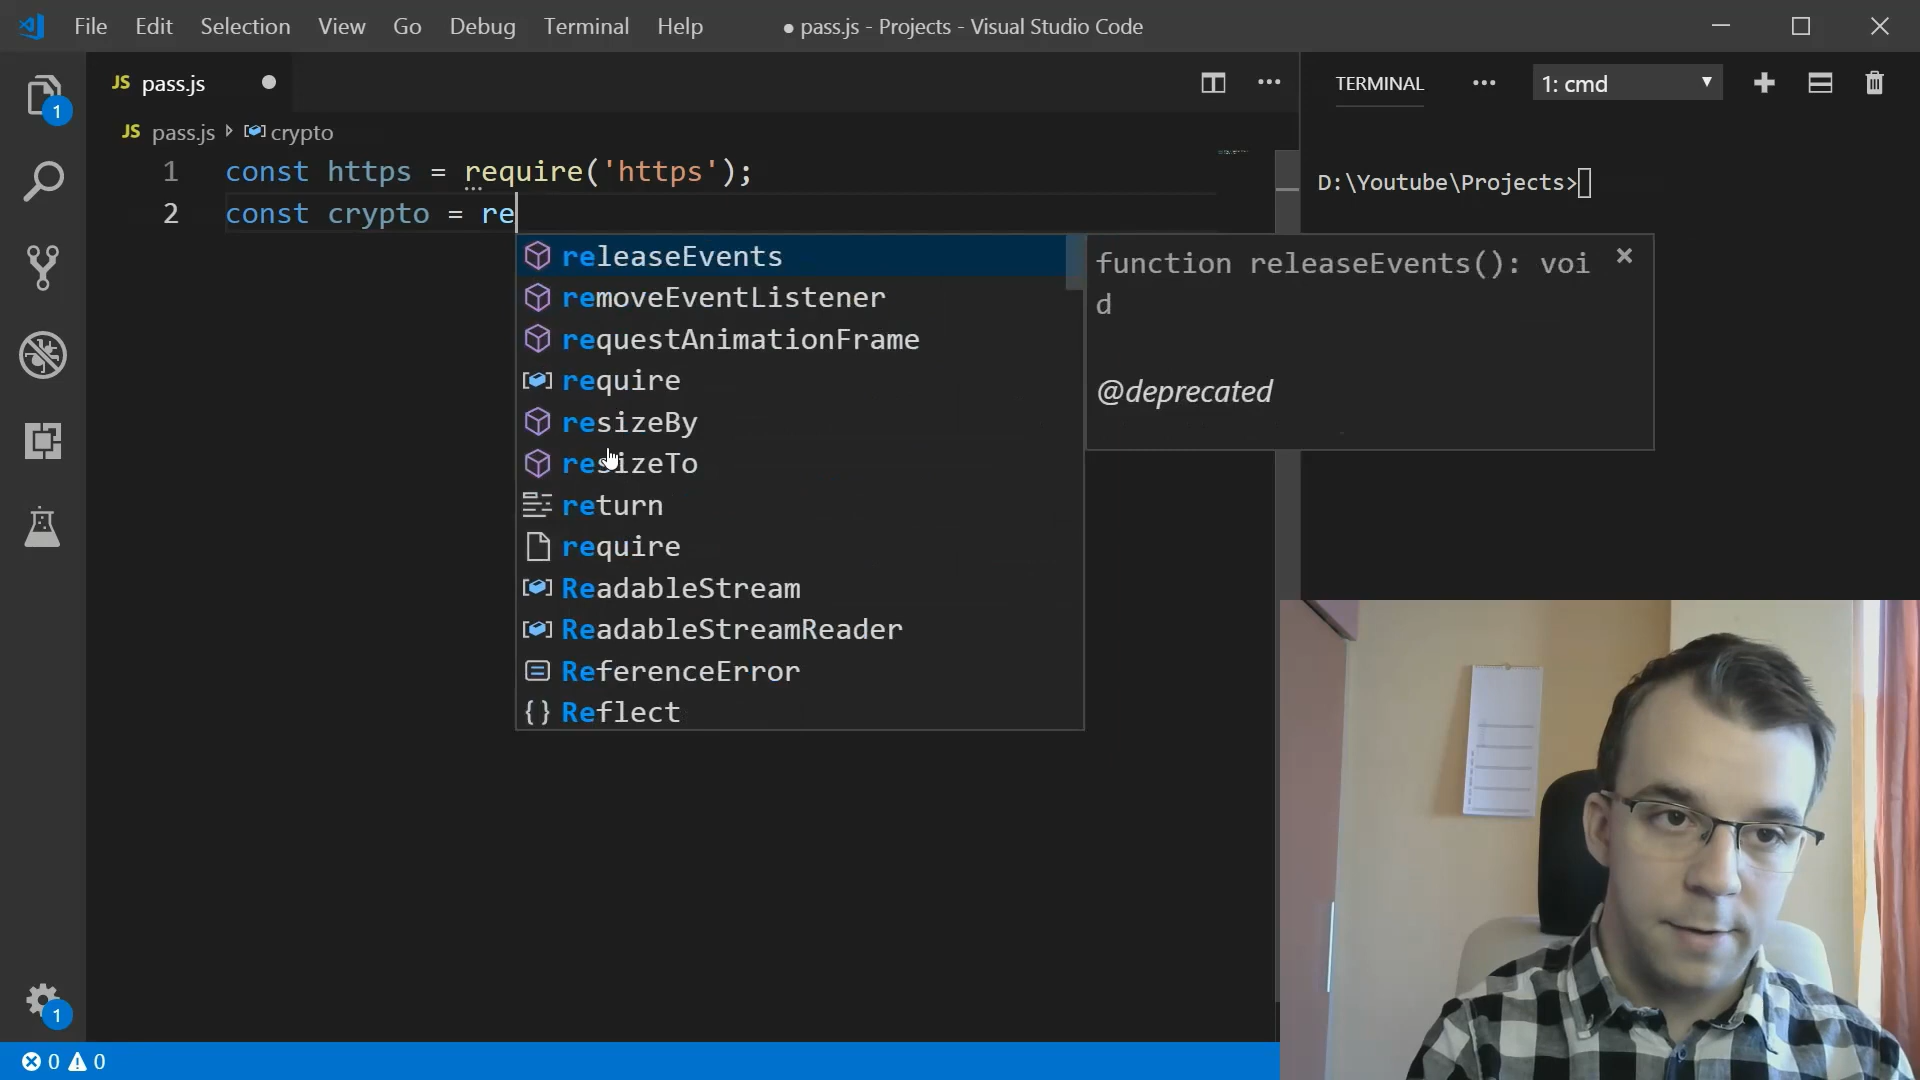 File Edit Selection View Go Debug Terminal Help ● pass.js - Projects - Visual Studio Code
JS pass.js
TERMINAL ... 1: cmd
JS pass.js crypto
1 const https = require('https');
2 const crypto = re
D:\Youtube\Projects>
releaseEvents
removeEventListener
requestAnimationFrame
require
resizeBy
resizeTo
return
require
ReadableStream
ReadableStreamReader
ReferenceError
Reflect
function releaseEvents(): voi
d
@deprecated
1
1
0 0